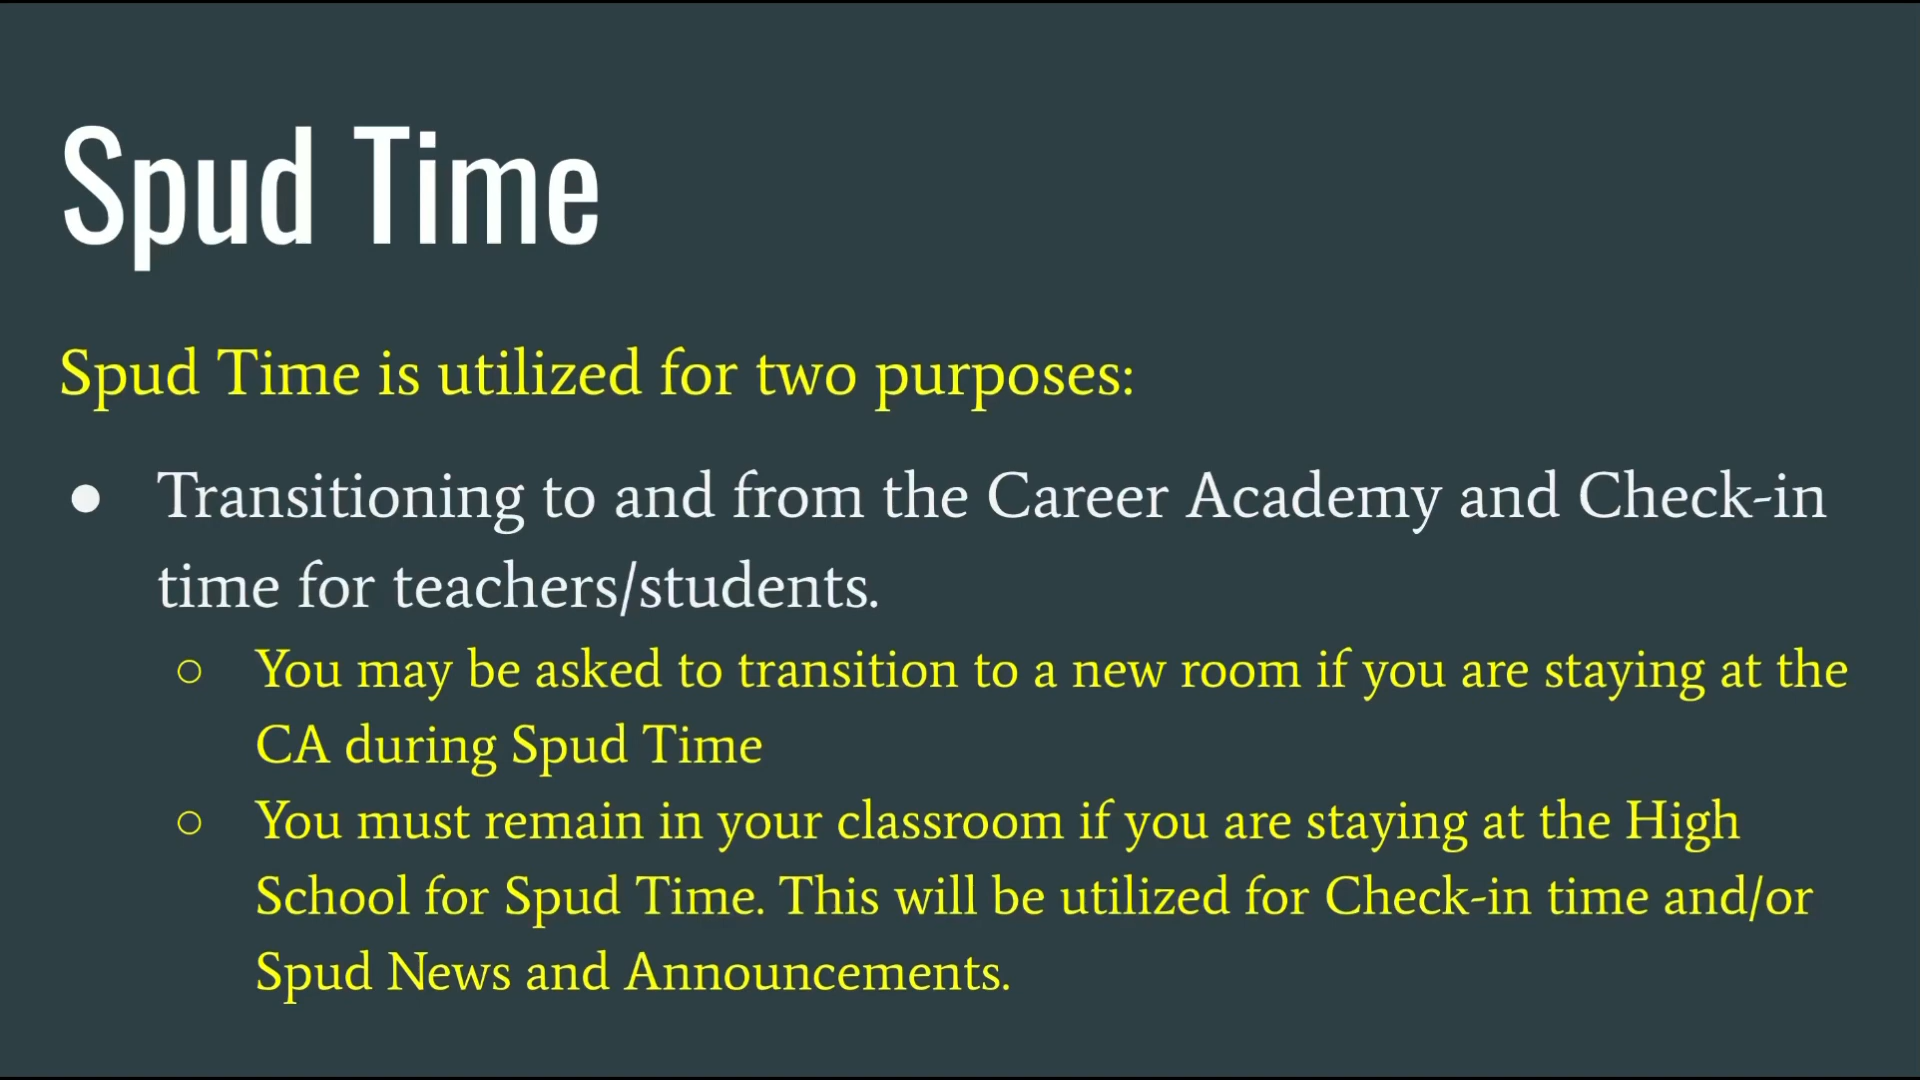 Spud Time
Spud Time is utilized for two purposes:
● Transitioning to and from the Career Academy and Check-in
time for teachers/students.
○ You may be asked to transition to a new room if you are staying at the
CA during Spud Time
○ You must remain in your classroom if you are staying at the High
School for Spud Time. This will be utilized for Check-in time and/or
Spud News and Announcements.